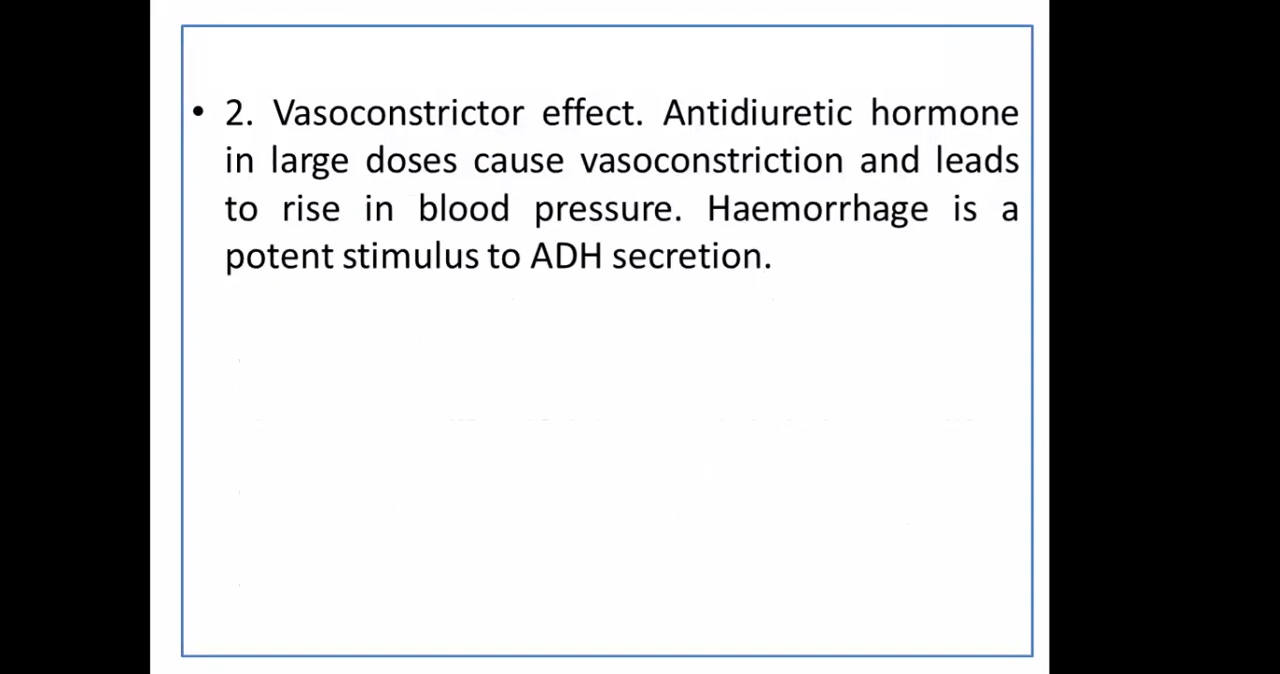 • 2. Vasoconstrictor effect. Antidiuretic hormone
in large doses cause vasoconstriction and leads
to rise in blood pressure. Haemorrhage is a
potent stimulus to ADH secretion.